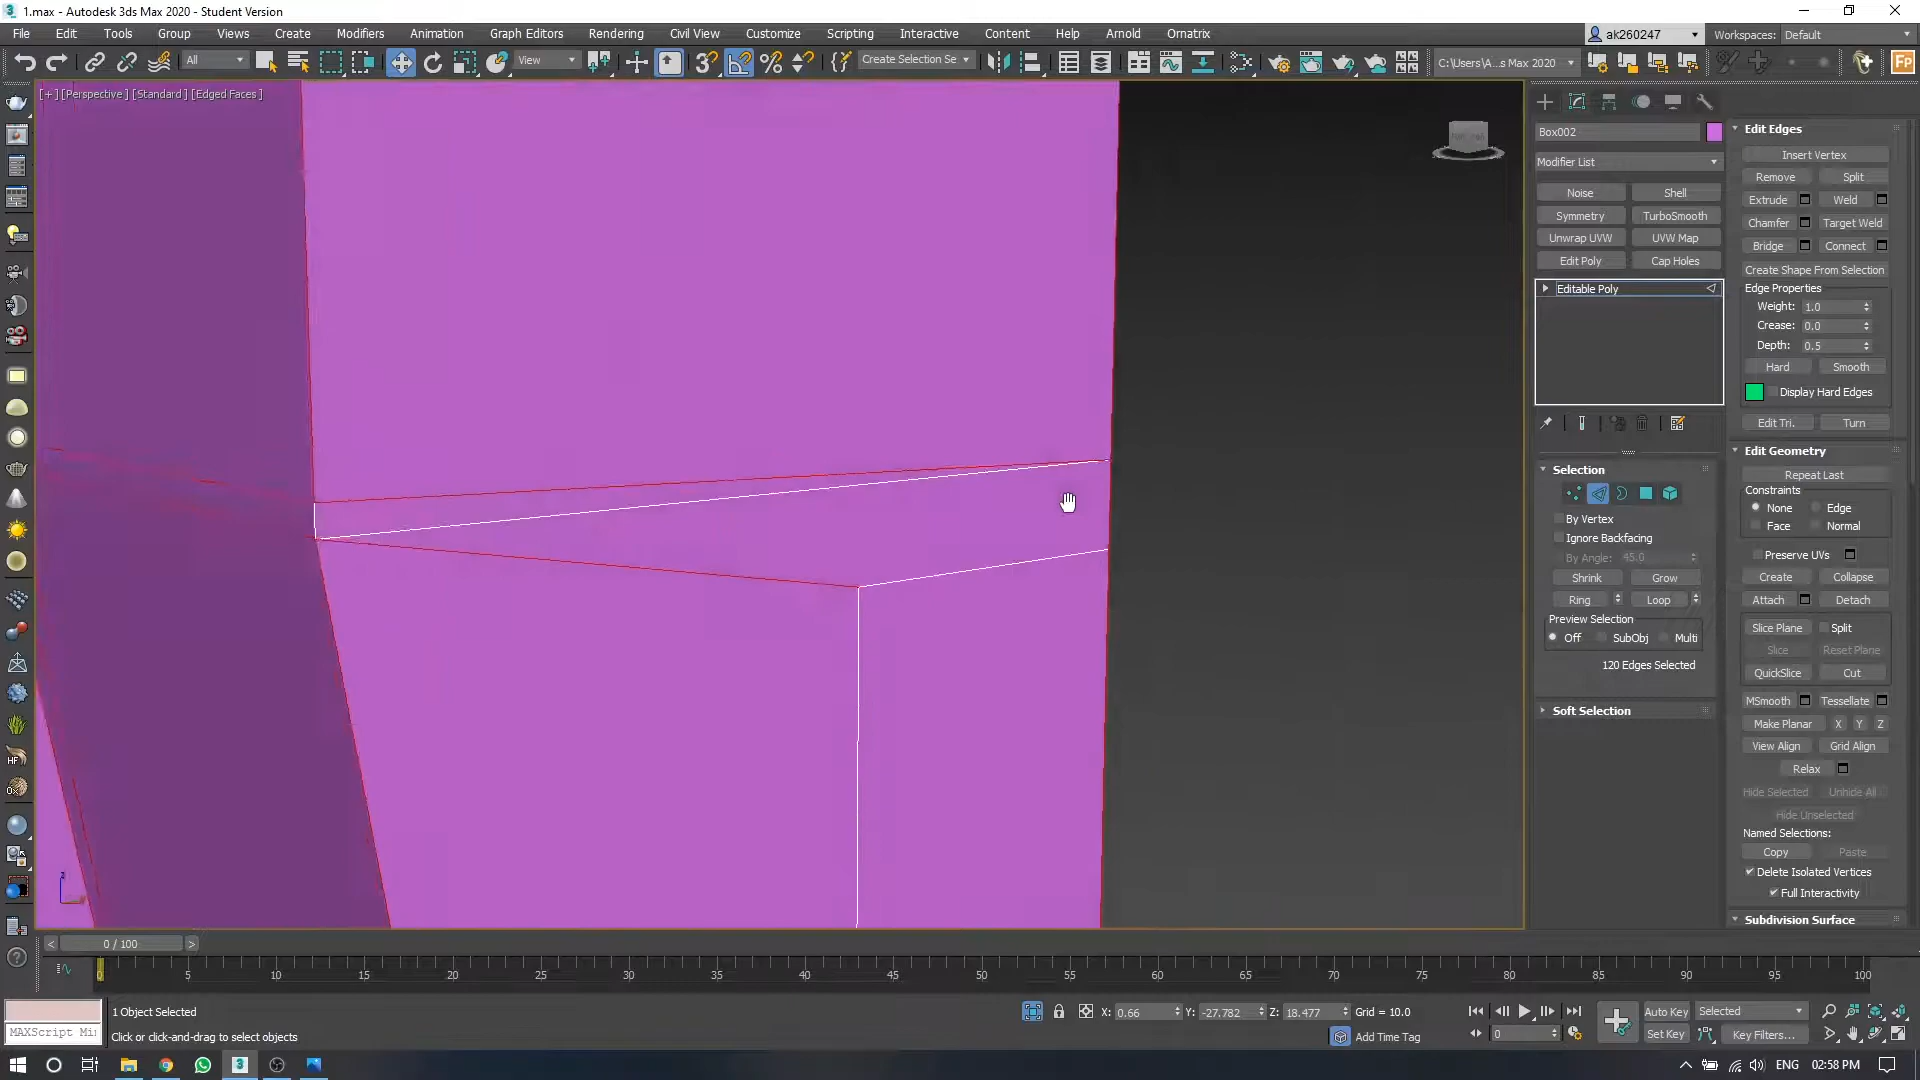 1.max - Autodesk 3ds Max 2020 - Student Version
File Edit Tools Group Views Create Modifiers Animation Graph Editors Rendering Civil View Customize Scripting Interactive Content Help Arnold Ornatrix
ak260247 Workspaces: Default
All View Create Selection Se C:\Users\A...s Max 2020
[+] [Perspective] [Standard] [Edged Faces]
Box002
Modifier List
Noise Shell
Symmetry TurboSmooth
Unwrap UVW UVW Map
Edit Poly Cap Holes
Editable Poly
Selection
By Vertex
Ignore Backfacing
By Angle: 45.0
Shrink Grow
Ring Loop
Preview Selection
Off SubObj Multi
120 Edges Selected
Soft Selection
Edit Edges
Insert Vertex
Remove Split
Extrude Weld
Chamfer Target Weld
Bridge Connect
Create Shape From Selection
Edge Properties
Weight: 1.0
Crease: 0.0
Depth: 0.5
Hard Smooth
Display Hard Edges
Edit Tri. Turn
Edit Geometry
Repeat Last
Constraints
None Edge
Face Normal
Preserve UVs
Create Collapse
Attach Detach
Slice Plane Split
Slice Reset Plane
QuickSlice Cut
MSmooth Tessellate
Make Planar X Y Z
View Align Grid Align
Relax
Hide Selected Unhide All
Hide Unselected
Named Selections:
Copy Paste
Delete Isolated Vertices
Full Interactivity
Subdivision Surface
< 0 / 100 >
0 5 10 15 20 25 30 35 40 45 50 55 60 65 70 75 80 85 90 95 100
1 Object Selected
X: 0.66 Y: -27.782 Z: 18.477 Grid = 10.0
Auto Key Selected
MAXScript Mi
Click or click-and-drag to select objects
Add Time Tag
0
Set Key Key Filters...
ENG 02:58 PM